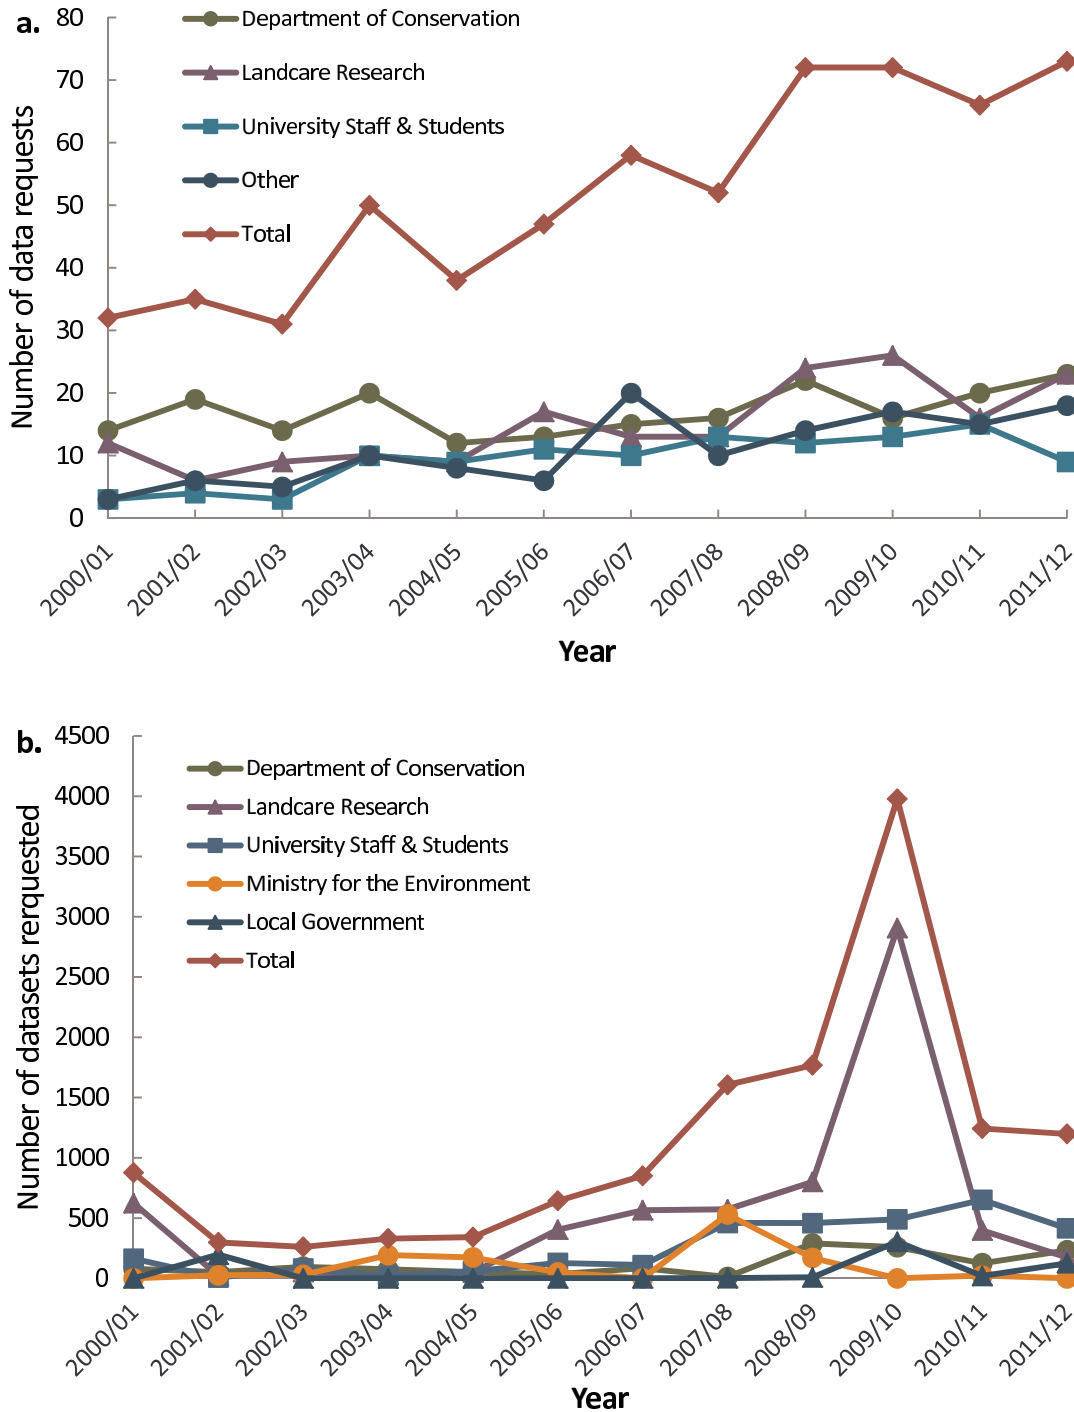 a.
80
70
60
50
40
30
20
10
0
Number of data requests
Department of Conservation
Landcare Research
University Staff & Students
Other
Total
2000/01
2001/02
2002/03
2003/04
2004/05
2005/06
2006/07
2007/08
2008/09
2009/10
2010/11
2011/12
Year
b.
4500
4000
3500
3000
2500
2000
1500
1000
500
0
Number of datasets rerquested
Department of Conservation
Landcare Research
University Staff & Students
Ministry for the Environment
Local Government
Total
2000/01
2001/02
2002/03
2003/04
2004/05
2005/06
2006/07
2007/08
2008/09
2009/10
2010/11
2011/12
Year